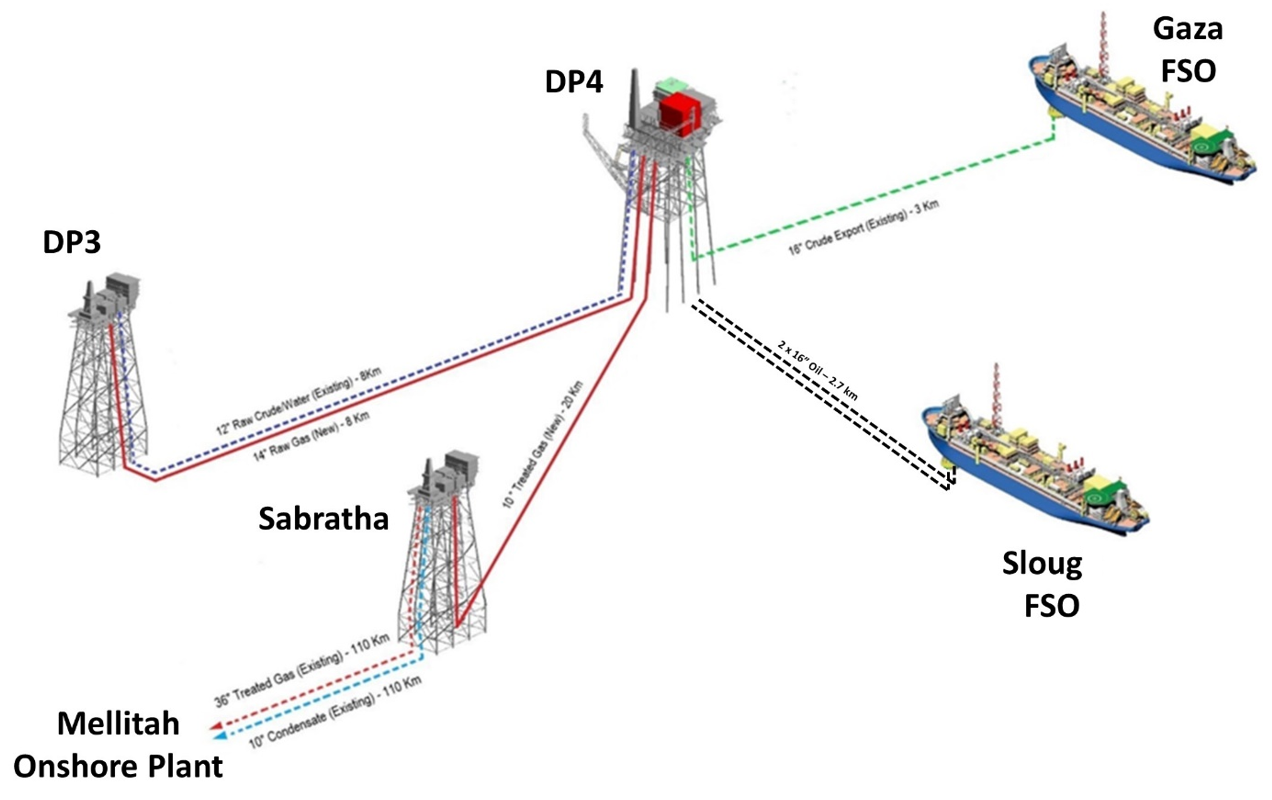 Gaza
FSO
DP4
16" Crude Export (Existing) - 3 Km
DP3
12" Raw Crude/Water (Existing) - 8Km
14" Raw Gas (New) - 8 Km
2 x 16" Oil – 2.7 km
10 " Treated Gas (New) - 20 Km
Sabratha
Sloug
FSO
36" Treated Gas (Existing) - 110 Km
10" Condensate (Existing) - 110 Km
Mellitah
Onshore Plant